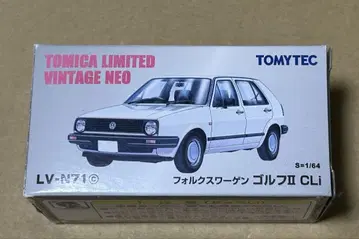 TOMICA LIMITED
VINTAGE NEO
TOMYTEC
S=1/64
LV-N71ⓒ
フォルクスワーゲン ゴルフII CLi